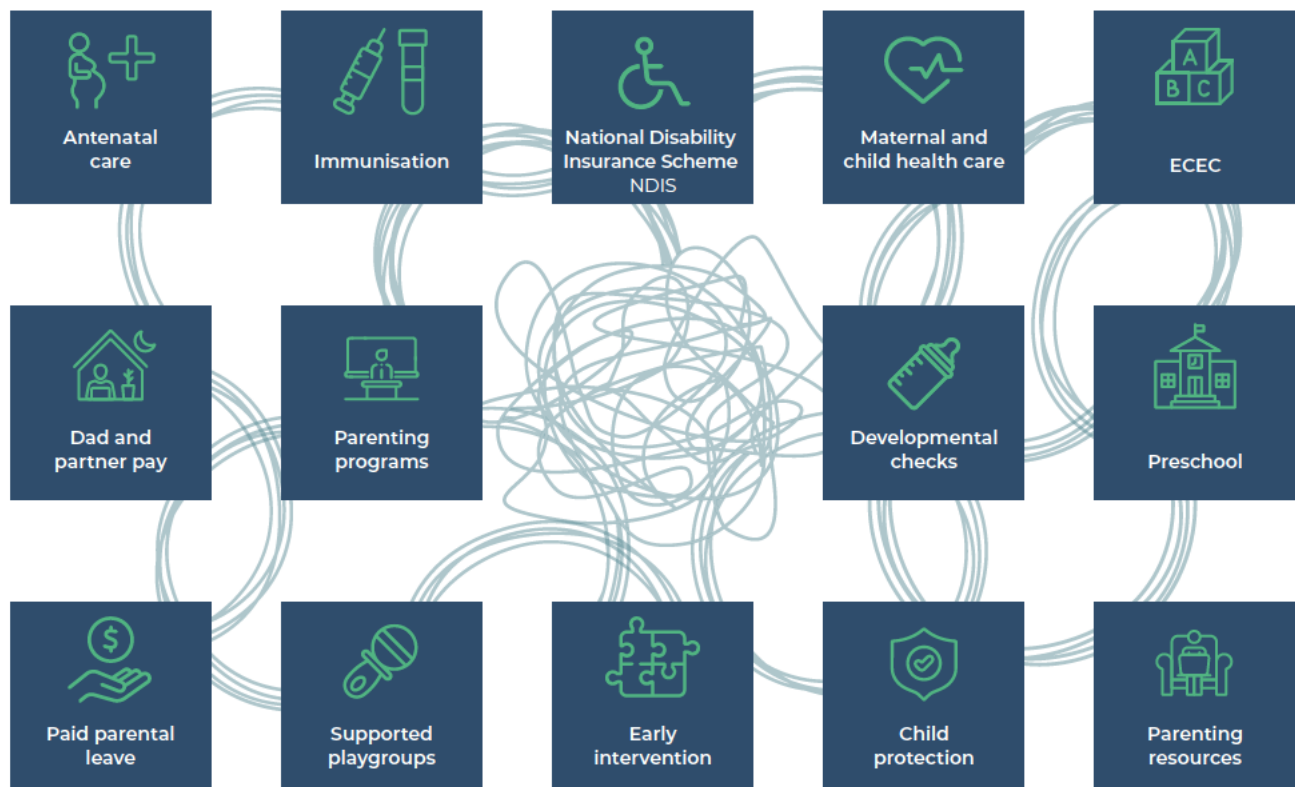 Antenatal
care
Immunisation
National Disability
Insurance Scheme
NDIS
Maternal and
child health care
A
B C
ECEC
Dad and
partner pay
Parenting
programs
Developmental
checks
Preschool
$
Paid parental
leave
Supported
playgroups
Early
intervention
Child
protection
Parenting
resources